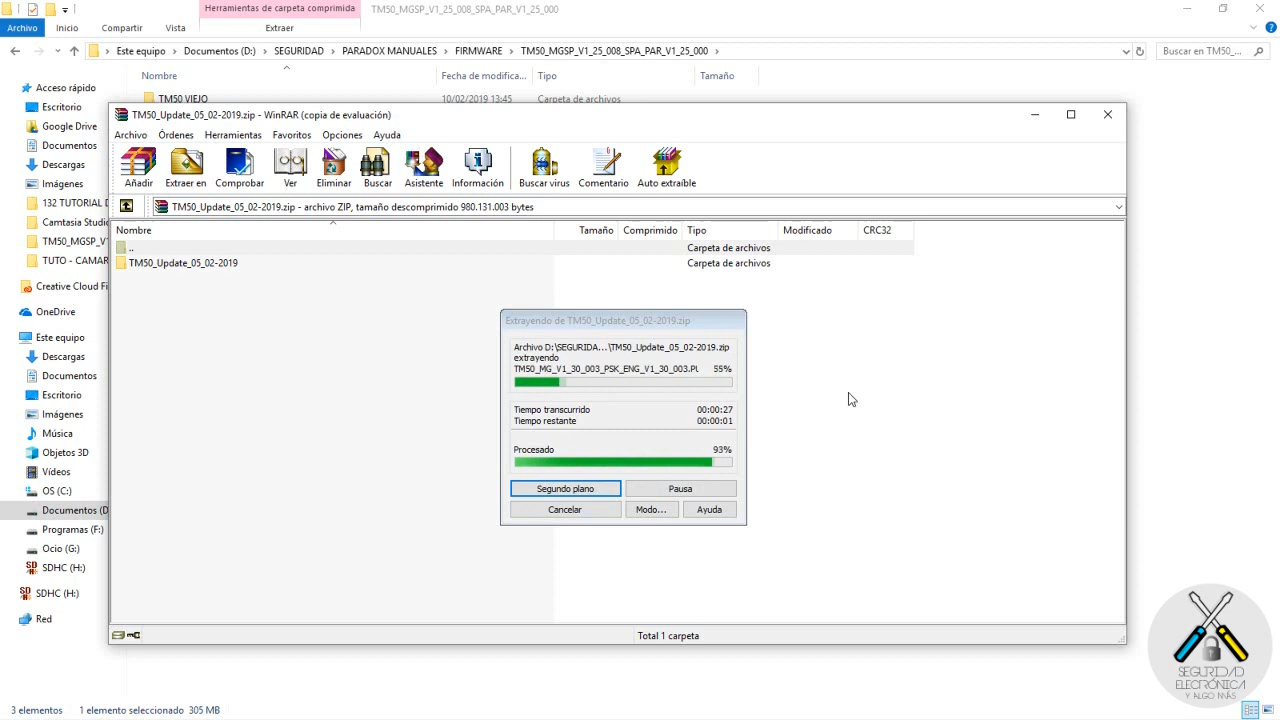 Herramientas de carpeta comprimida
TM50_MGSP_V1_25_008_SPA_PAR_V1_25_000
Archivo Inicio Compartir Vista Extraer
Este equipo > Documentos (D:) > SEGURIDAD > PARADOX MANUALES > FIRMWARE > TM50_MGSP_V1_25_008_SPA_PAR_V1_25_000 >
Buscar en TM50_...
Nombre Fecha de modifica... Tipo Tamaño
TM50 VIEJO 10/02/2019 13:45 Carpeta de archivos
Acceso rápido
Escritorio
Google Drive
Documentos
Descargas
Imágenes
132 TUTORIAL D
Camtasia Studio
TM50_MGSP_V1
TUTO - CAMAR
Creative Cloud Fi
OneDrive
Este equipo
Descargas
Documentos
Escritorio
Imágenes
Música
Objetos 3D
Vídeos
OS (C:)
Documentos (D
Programas (F:)
Ocio (G:)
SDHC (H:)
SDHC (H:)
Red
TM50_Update_05_02-2019.zip - WinRAR (copia de evaluación)
Archivo Órdenes Herramientas Favoritos Opciones Ayuda
Añadir Extraer en Comprobar Ver Eliminar Buscar Asistente Información Buscar virus Comentario Auto extraíble
TM50_Update_05_02-2019.zip - archivo ZIP, tamaño descomprimido 980.131.003 bytes
Nombre Tamaño Comprimido Tipo Modificado CRC32
.. Carpeta de archivos
TM50_Update_05_02-2019 Carpeta de archivos
Extrayendo de TM50_Update_05_02-2019.zip
Archivo D:\SEGURIDA...\TM50_Update_05_02-2019.zip
extrayendo
TM50_MG_V1_30_003_PSK_ENG_V1_30_003.PU 55%
Tiempo transcurrido 00:00:27
Tiempo restante 00:00:01
Procesado 93%
Segundo plano Pausa
Cancelar Modo... Ayuda
Total 1 carpeta
SEGURIDAD
ELECTRÓNICA
Y ALGO MÁS
3 elementos 1 elemento seleccionado 305 MB